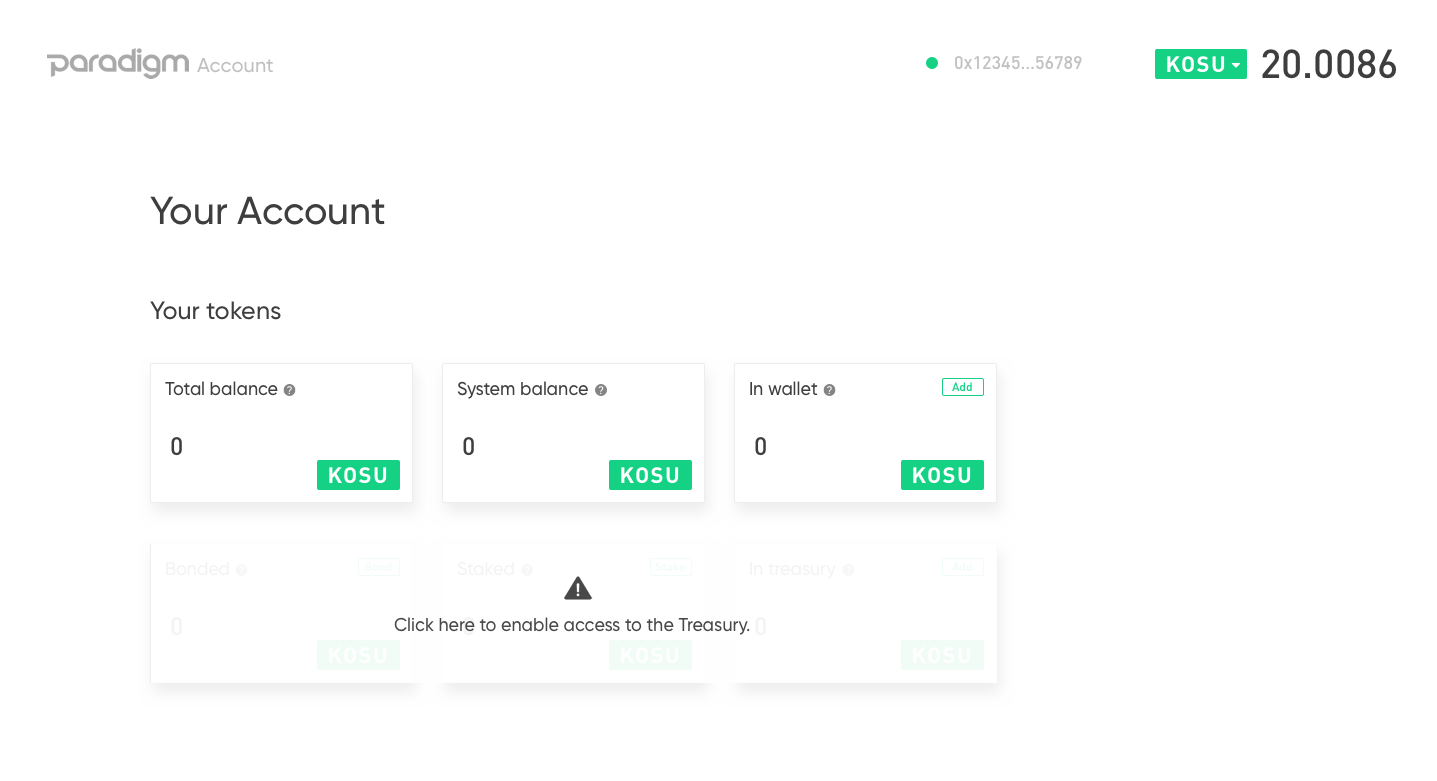 paradigm Account
0x12345...56789
KOSU 20.0086
Your Account
Your tokens
Total balance ?
System balance ?
In wallet ? Add
0
0
0
KOSU
KOSU
KOSU
Bonded ? Bond
Staked ? Stake
In treasury ? Add
Click here to enable access to the Treasury.
0
0
KOSU
KOSU
KOSU